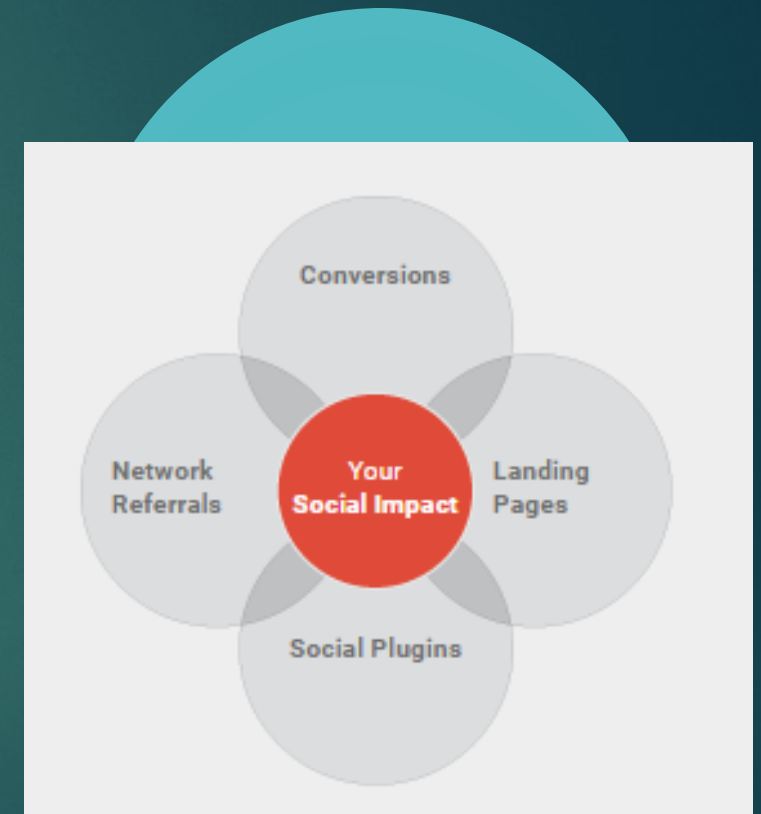 Conversions
Network
Referrals
Your
Social Impact
Landing
Pages
Social Plugins